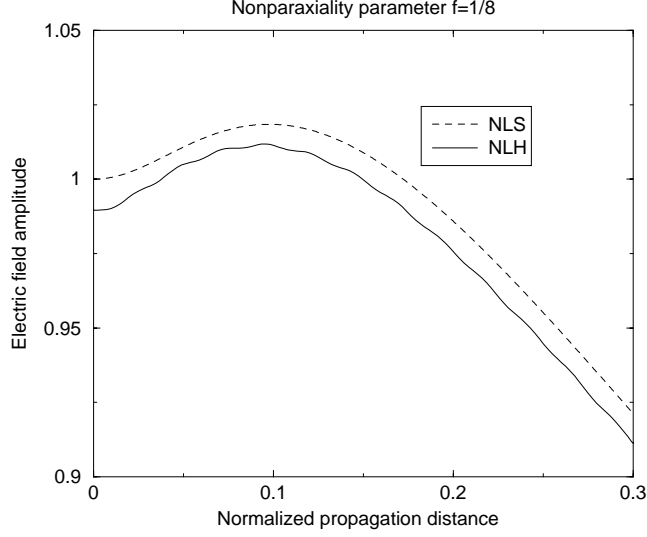 Nonparaxiality parameter f=1/8
1.05
1
0.95
0.9
Electric field amplitude
NLS
NLH
0
0.1
0.2
0.3
Normalized propagation distance